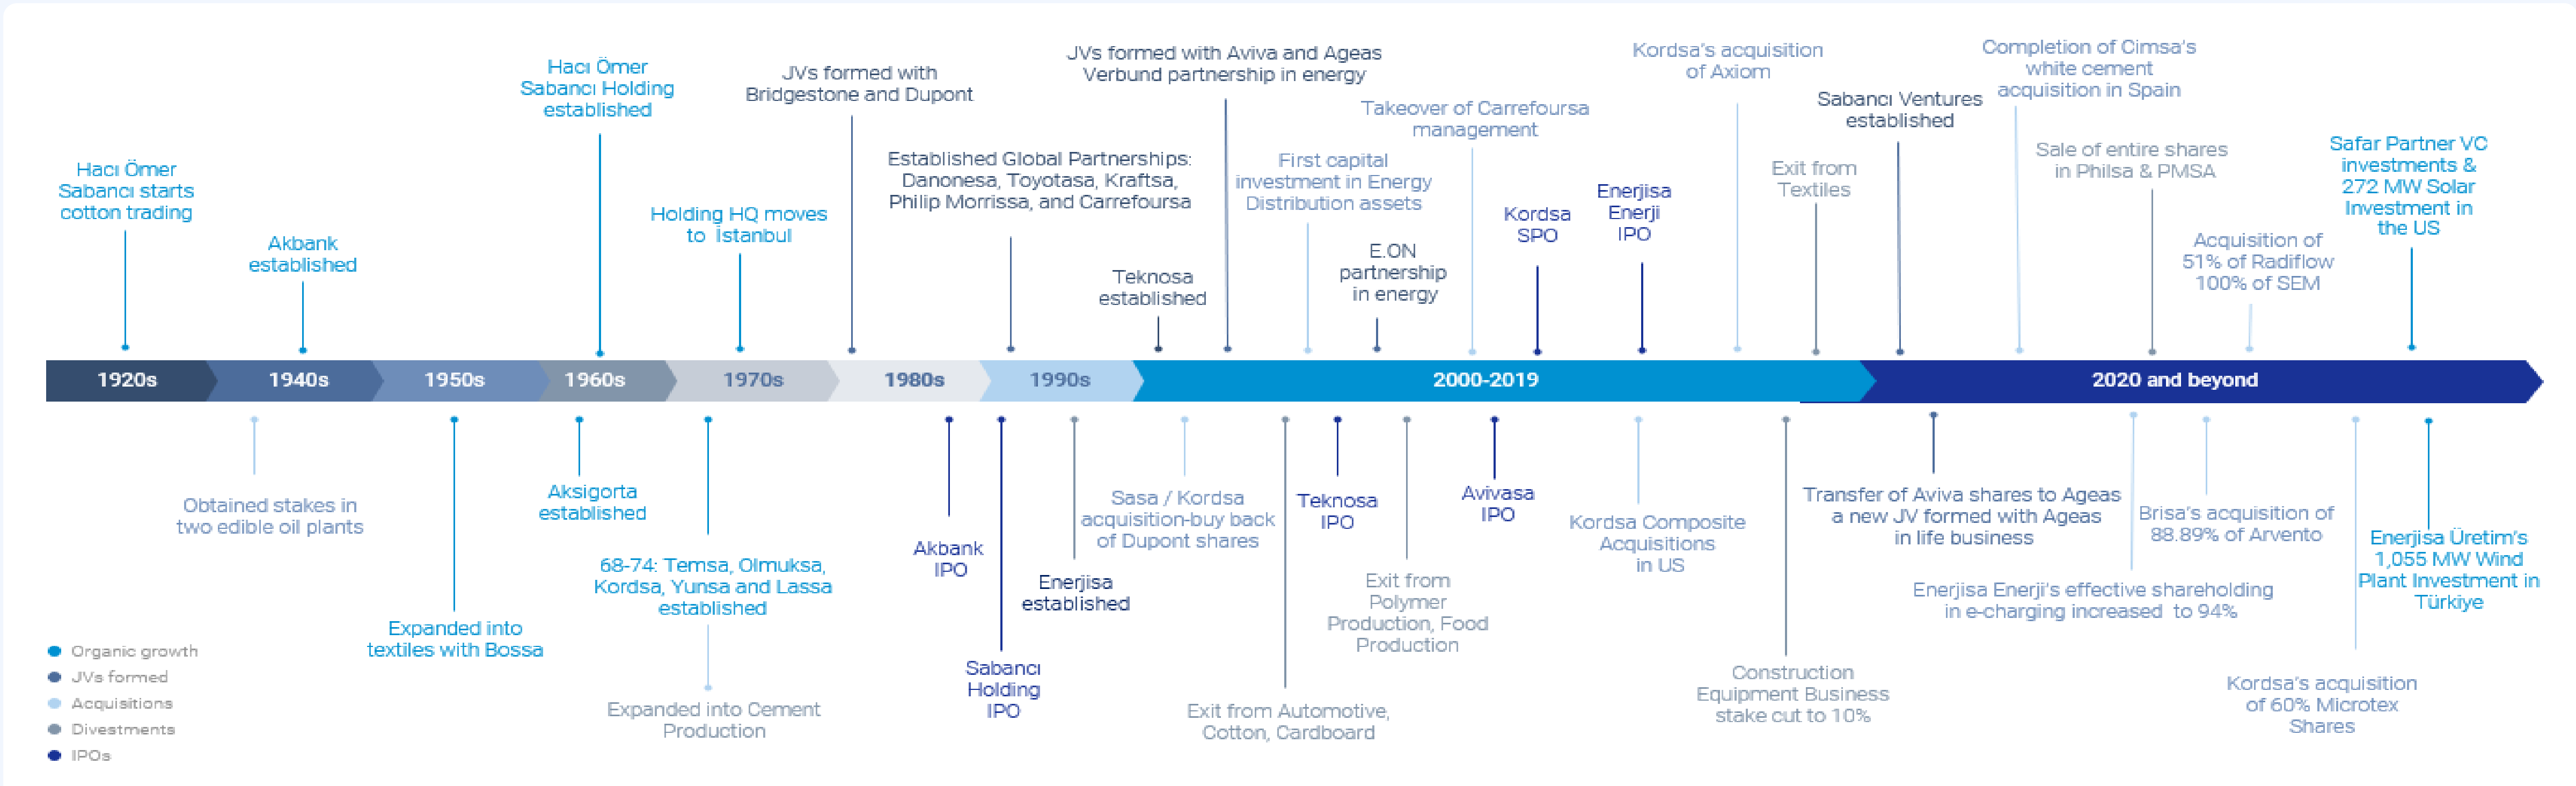 Hacı Ömer
Sabancı starts
cotton trading
Akbank
established
Hacı Ömer
Sabancı Holding
established
Holding HQ moves
to İstanbul
JVs formed with
Bridgestone and Dupont
Established Global Partnerships:
Danonesa, Toyotasa, Kraftsa,
Philip Morrissa, and Carrefoursa
JVs formed with Aviva and Ageas
Verbund partnership in energy
Teknosa
established
First capital
investment in Energy
Distribution assets
Takeover of Carrefoursa
management
E.ON
partnership
in energy
Kordsa
SPO
Enerjisa
Enerji
IPO
Kordsa's acquisition
of Axiom
Exit from
Textiles
Sabancı Ventures
established
Completion of Cimsa's
white cement
acquisition in Spain
Sale of entire shares
in Philsa & PMSA
Acquisition of
51% of Radiflow
100% of SEM
Safar Partner VC
investments &
272 MW Solar
Investment in
the US
1920s
1940s
1950s
1960s
1970s
1980s
1990s
2000-2019
2020 and beyond
Obtained stakes in
two edible oil plants
Expanded into
textiles with Bossa
Aksigorta
established
68-74: Temsa, Olmuksa,
Kordsa, Yunsa and Lassa
established
Expanded into Cement
Production
Akbank
IPO
Sabancı
Holding
IPO
Enerjisa
established
Sasa / Kordsa
acquisition-buy back
of Dupont shares
Exit from Automotive,
Cotton, Cardboard
Teknosa
IPO
Exit from
Polymer
Production, Food
Production
Avivasa
IPO
Kordsa Composite
Acquisitions
in US
Construction
Equipment Business
stake cut to 10%
Transfer of Aviva shares to Ageas
a new JV formed with Ageas
in life business
Enerjisa Enerji's effective shareholding
in e-charging increased to 94%
Brisa's acquisition of
88.89% of Arvento
Kordsa's acquisition
of 60% Microtex
Shares
Enerjisa Üretim's
1,055 MW Wind
Plant Investment in
Türkiye
Organic growth
JVs formed
Acquisitions
Divestments
IPOs